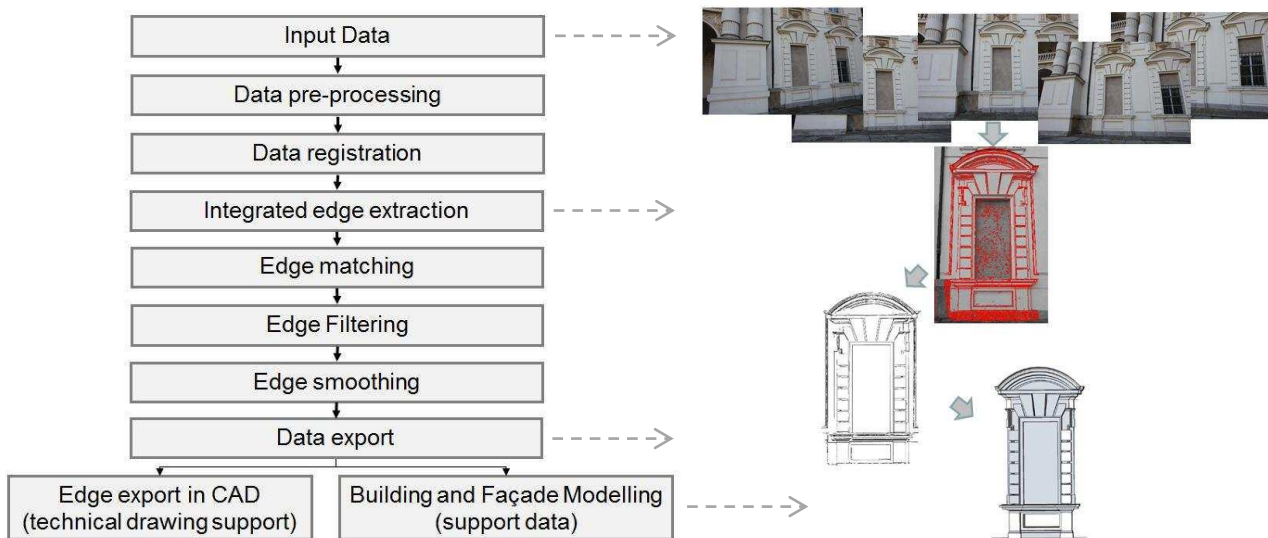 Input Data
Data pre-processing
Data registration
Integrated edge extraction
Edge matching
Edge Filtering
Edge smoothing
Data export
Edge export in CAD
(technical drawing support)
Building and Façade Modelling
(support data)